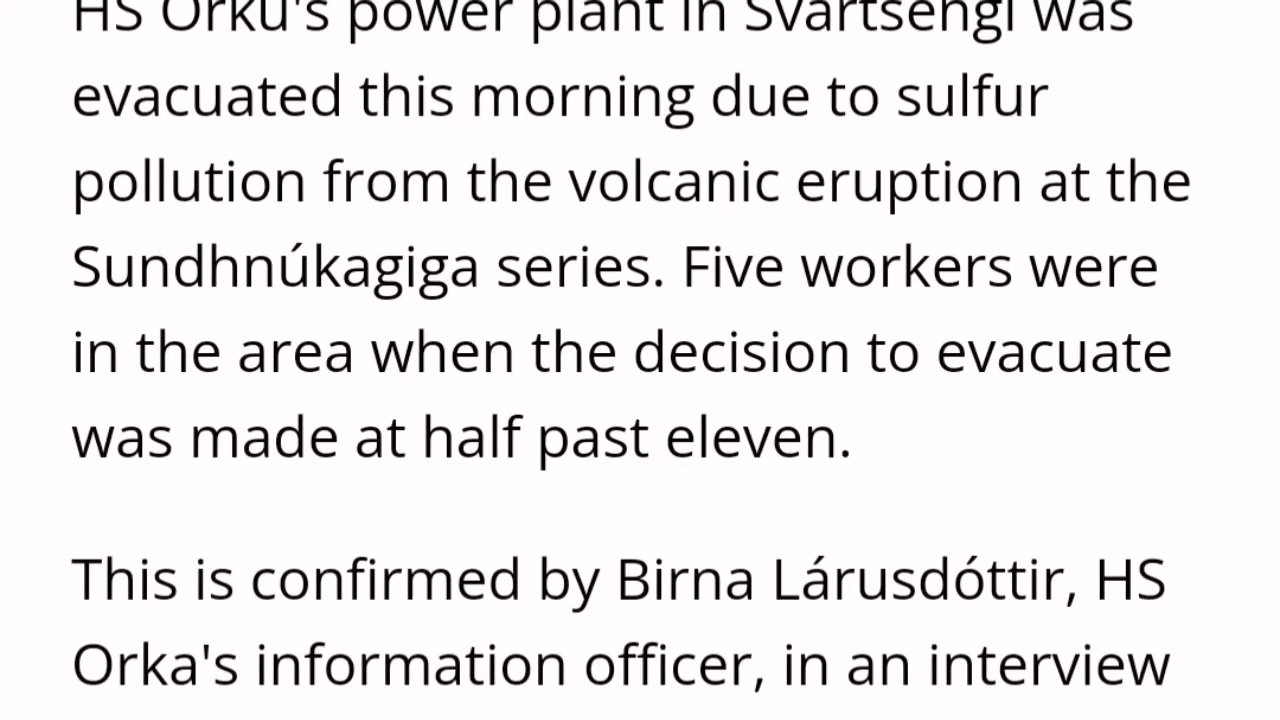 HS Orku's power plant in Svartsengi was
evacuated this morning due to sulfur
pollution from the volcanic eruption at the
Sundhnúkagiga series. Five workers were
in the area when the decision to evacuate
was made at half past eleven.
This is confirmed by Birna Lárusdóttir, HS
Orka's information officer, in an interview